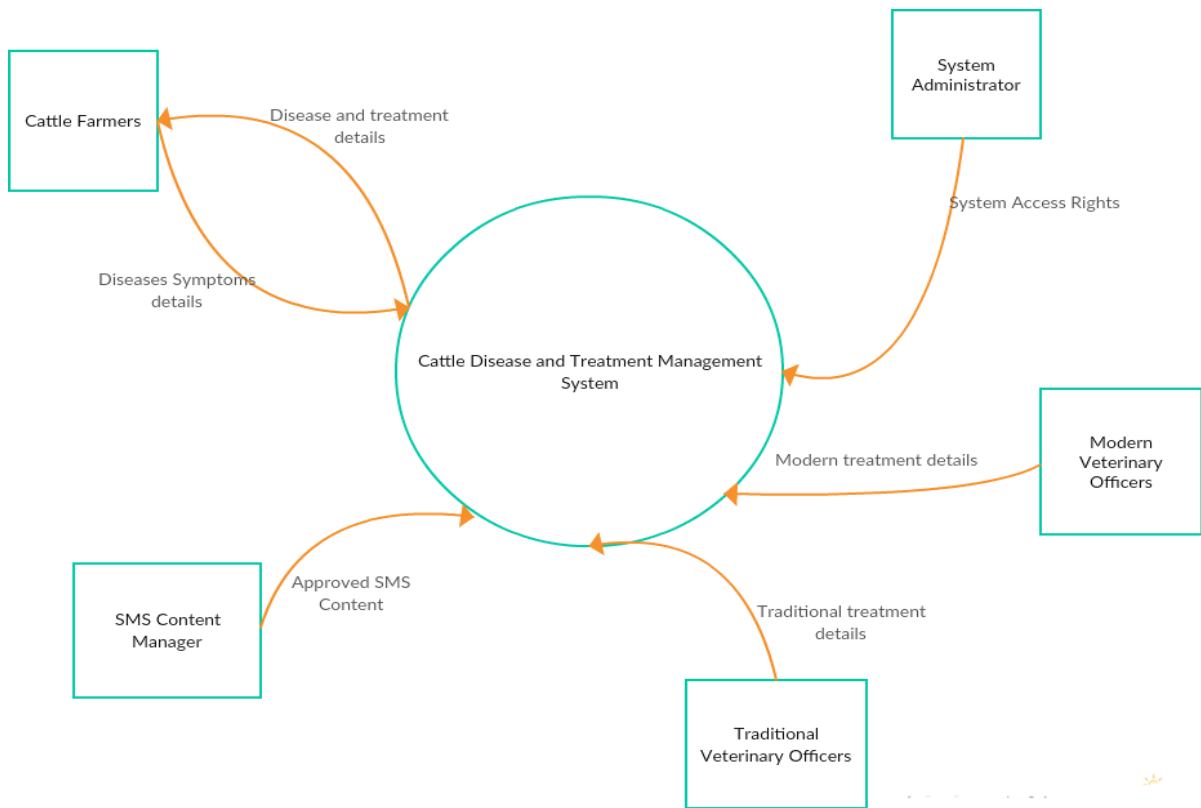 System
Administrator
Cattle Farmers
Disease and treatment
details
System Access Rights
Diseases Symptoms
details
Cattle Disease and Treatment Management
System
Modern
Veterinary
Officers
Modern treatment details
SMS Content
Manager
Approved SMS
Content
Traditional treatment
details
Traditional
Veterinary Officers